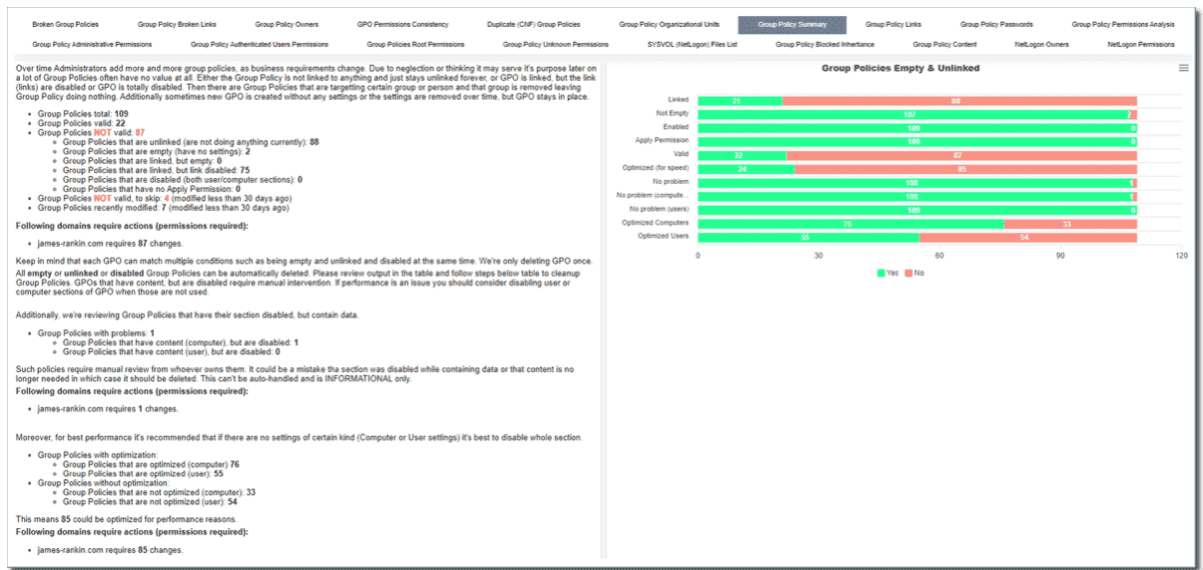 Broken Group Policies Group Policy Broken Links Group Policy Owners GPO Permissions Consistency Duplicate (CNF) Group Policies Group Policy Organizational Units Group Policy Summary Group Policy Links Group Policy Passwords Group Policy Permissions Analysis
Group Policy Administrative Permissions Group Policy Authenticated Users Permissions Group Policies Root Permissions Group Policy Unknown Permissions SYSVOL (NetLogon) Files List Group Policy Blocked Inheritance Group Policy Content NetLogon Owners NetLogon Permissions
Over time Administrators add more and more group policies, as business requirements change. Due to neglection or thinking it may serve it's purpose later on
a lot of Group Policies often have no value at all. Either the Group Policy is not linked to anything and just stays unlinked forever, or GPO is linked, but the link
(links) are disabled or GPO is totally disabled. Then there are Group Policies that are targetting certain group or person and that group is removed leaving
Group Policy doing nothing. Additionally sometimes new GPO is created without any settings or the settings are removed over time, but GPO stays in place.
Group Policies total: 109
Group Policies valid: 22
Group Policies NOT valid: 87
Group Policies that are unlinked (are not doing anything currently): 88
Group Policies that are empty (have no settings): 2
Group Policies that are linked, but empty: 0
Group Policies that are linked, but link disabled: 75
Group Policies that are disabled (both user/computer sections): 0
Group Policies that have no Apply Permission: 0
Group Policies NOT valid, to skip: 4 (modified less than 30 days ago)
Group Policies recently modified: 7 (modified less than 30 days ago)
Following domains require actions (permissions required):
james-rankin.com requires 87 changes.
Keep in mind that each GPO can match multiple conditions such as being empty and unlinked and disabled at the same time. We're only deleting GPO once.
All empty or unlinked or disabled Group Policies can be automatically deleted. Please review output in the table and follow steps below table to cleanup
Group Policies. GPOs that have content, but are disabled require manual intervention. If performance is an issue you should consider disabling user or
computer sections of GPO when those are not used.
Additionally, we're reviewing Group Policies that have their section disabled, but contain data.
Group Policies with problems: 1
Group Policies that have content (computer), but are disabled: 1
Group Policies that have content (user), but are disabled: 0
Such policies require manual review from whoever owns them. It could be a mistake tha section was disabled while containing data or that content is no
longer needed in which case it should be deleted. This can't be auto-handled and is INFORMATIONAL only.
Following domains require actions (permissions required):
james-rankin.com requires 1 changes.
Moreover, for best performance it's recommended that if there are no settings of certain kind (Computer or User settings) it's best to disable whole section.
Group Policies with optimization:
Group Policies that are optimized (computer) 76
Group Policies that are optimized (user): 55
Group Policies without optimization:
Group Policies that are not optimized (computer): 33
Group Policies that are not optimized (user): 54
This means 85 could be optimized for performance reasons.
Following domains require actions (permissions required):
james-rankin.com requires 85 changes.
Group Policies Empty & Unlinked
Linked 21 88
Not Empty 107 2
Enabled 109 0
Apply Permission 109 0
Valid 22 87
Optimized (for speed) 24 85
No problem 108 1
No problem (compute... 108 1
No problem (users) 109 0
Optimized Computers 76 33
Optimized Users 55 54
0 30 60 90 120
Yes No